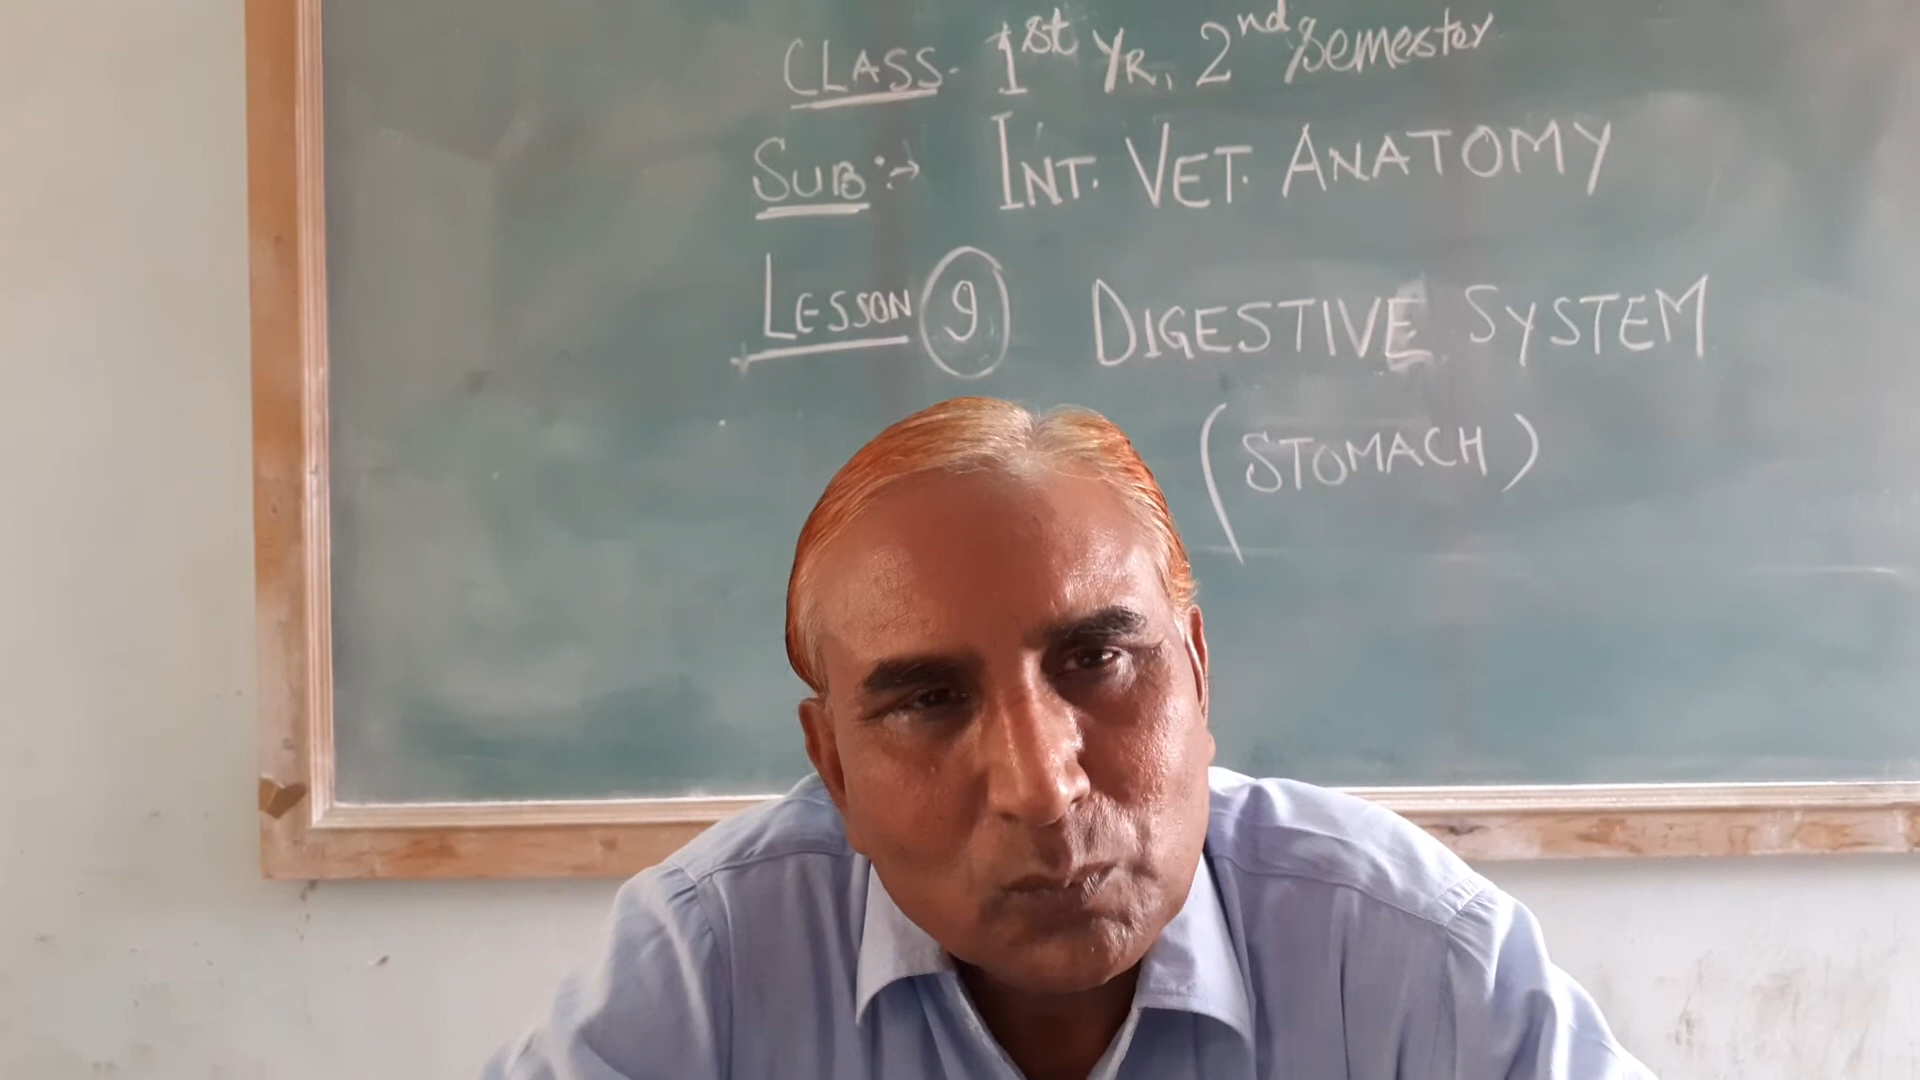 CLASS- 1st YR, 2nd Semester
SUB:→ INT. VET. ANATOMY
LESSON 9 DIGESTIVE SYSTEM
(STOMACH)